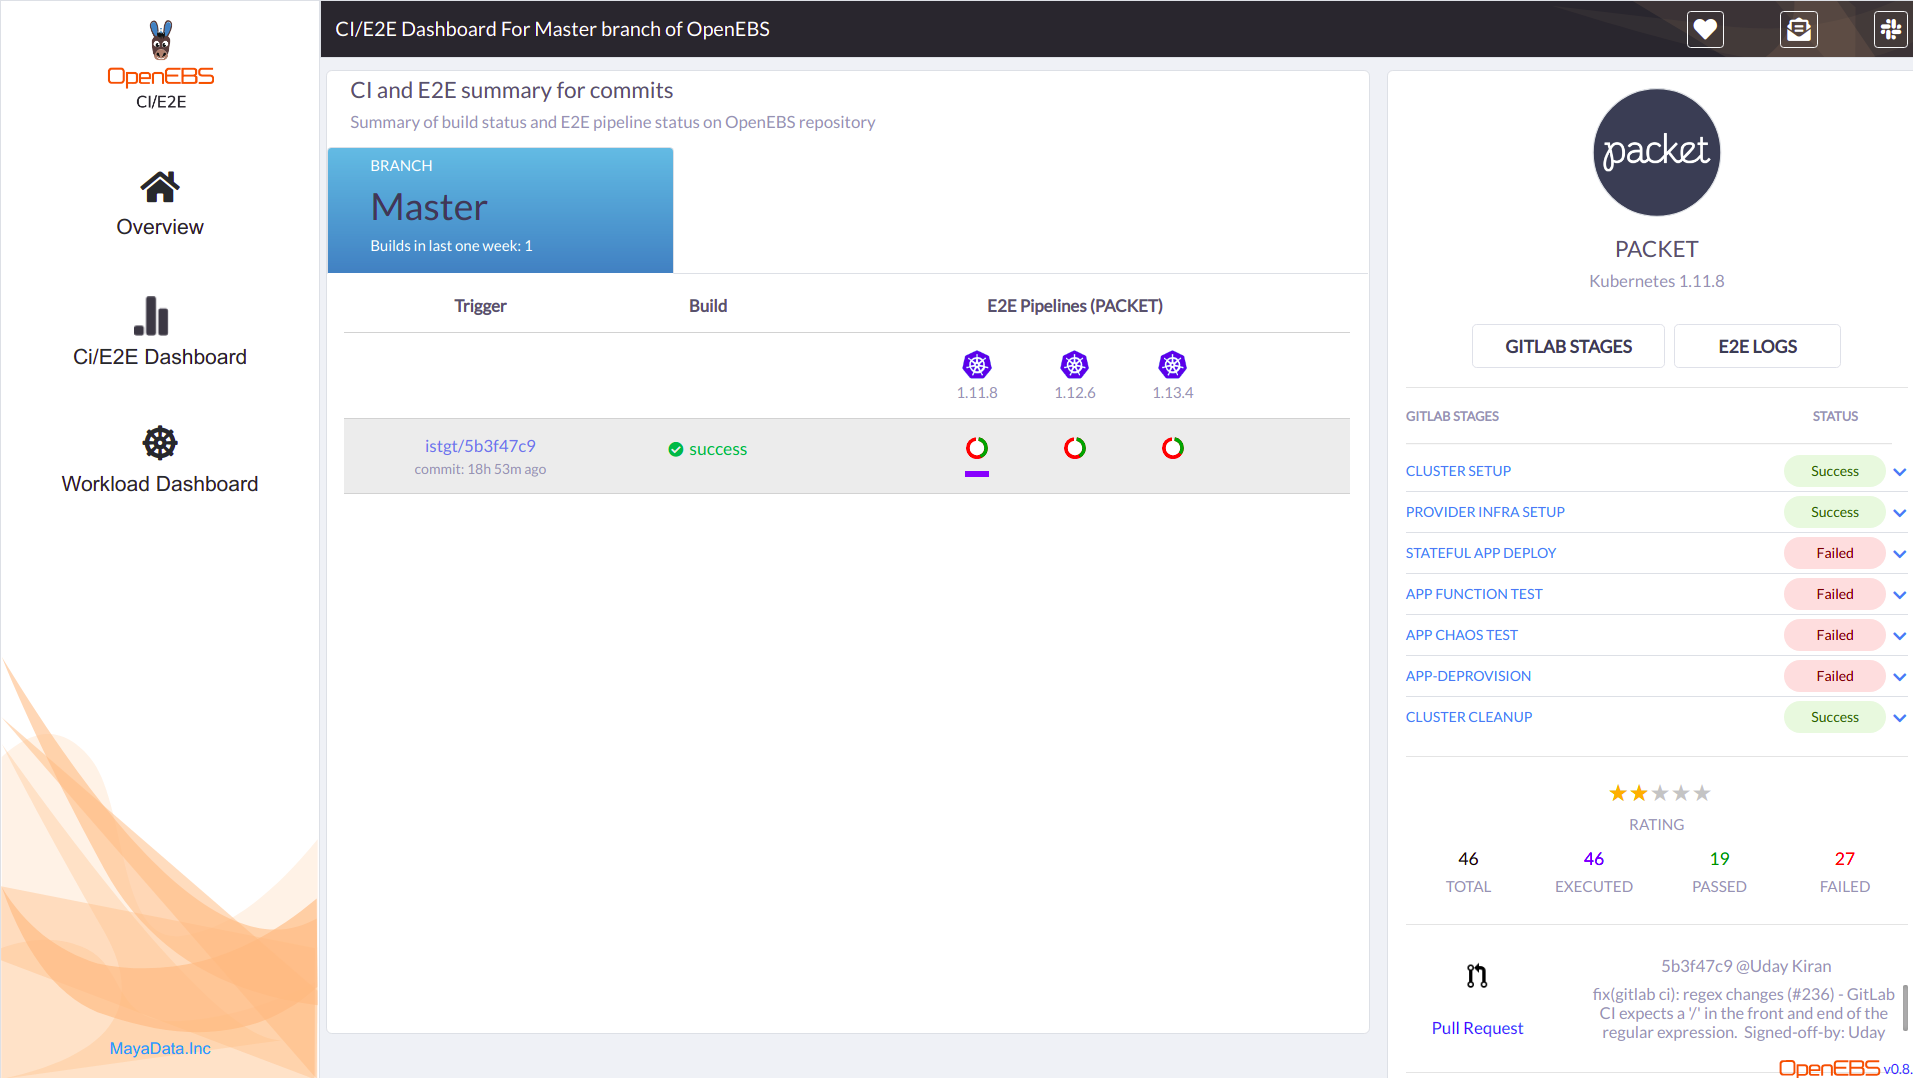 OpenEBS
CI/E2E
Overview
Ci/E2E Dashboard
Workload Dashboard
MayaData.Inc
CI/E2E Dashboard For Master branch of OpenEBS
CI and E2E summary for commits
Summary of build status and E2E pipeline status on OpenEBS repository
BRANCH
Master
Builds in last one week: 1
Trigger Build E2E Pipelines (PACKET)
1.11.8 1.12.6 1.13.4
istgt/5b3f47c9 success
commit: 18h 53m ago
packet
PACKET
Kubernetes 1.11.8
GITLAB STAGES E2E LOGS
GITLAB STAGES STATUS
CLUSTER SETUP Success
PROVIDER INFRA SETUP Success
STATEFUL APP DEPLOY Failed
APP FUNCTION TEST Failed
APP CHAOS TEST Failed
APP-DEPROVISION Failed
CLUSTER CLEANUP Success
RATING
46 46 19 27
TOTAL EXECUTED PASSED FAILED
Pull Request
5b3f47c9 @Uday Kiran
fix(gitlab ci): regex changes (#236) - GitLab
CI expects a '/' in the front and end of the
regular expression. Signed-off-by: Uday
OpenEBS v0.8.